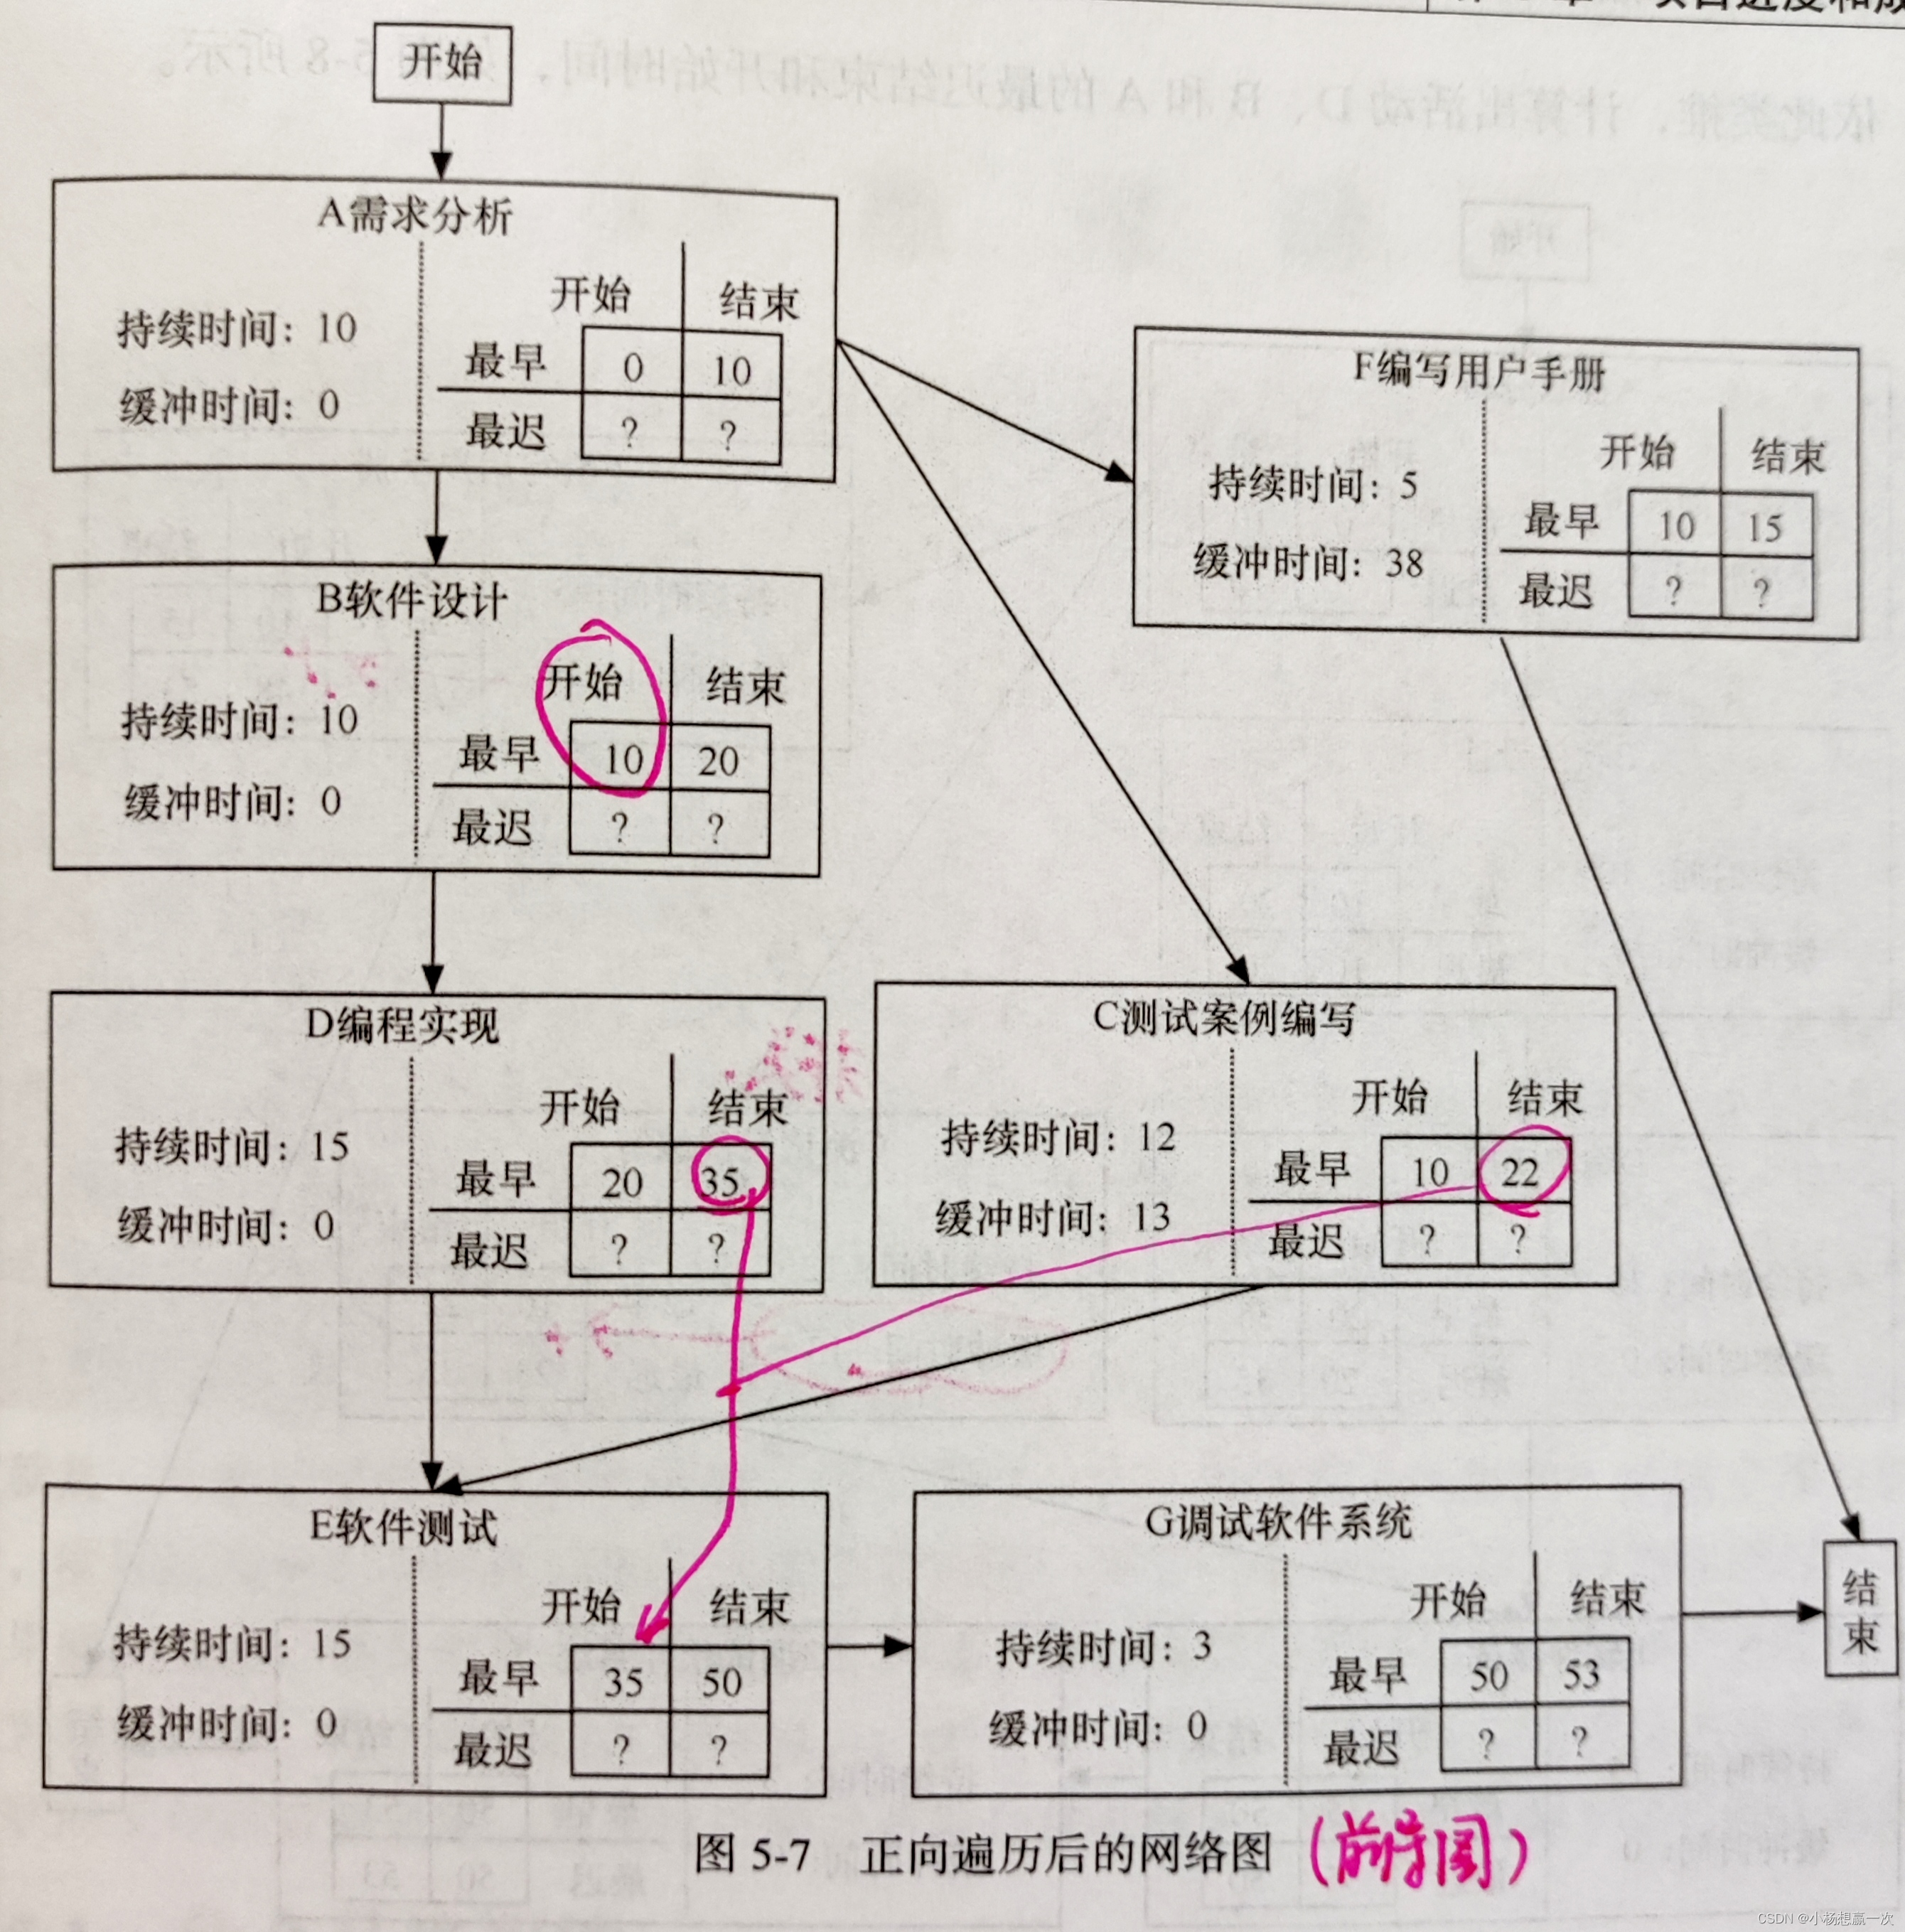 开始
A需求分析
开始 结束
持续时间：10
最早 0 10
缓冲时间：0
最迟 ? ?
F编写用户手册
开始 结束
持续时间：5
最早 10 15
缓冲时间：38
最迟 ? ?
B软件设计
开始 结束
持续时间：10
最早 10 20
缓冲时间：0
最迟 ? ?
D编程实现
开始 结束
持续时间：15
最早 20 35
缓冲时间：0
最迟 ? ?
C测试案例编写
开始 结束
持续时间：12
最早 10 22
缓冲时间：13
最迟 ? ?
E软件测试
开始 结束
持续时间：15
最早 35 50
缓冲时间：0
最迟 ? ?
G调试软件系统
开始 结束
持续时间：3
最早 50 53
缓冲时间：0
最迟 ? ?
结束
图 5-7 正向遍历后的网络图 (前导图)
CSDN @小杨想赢一次